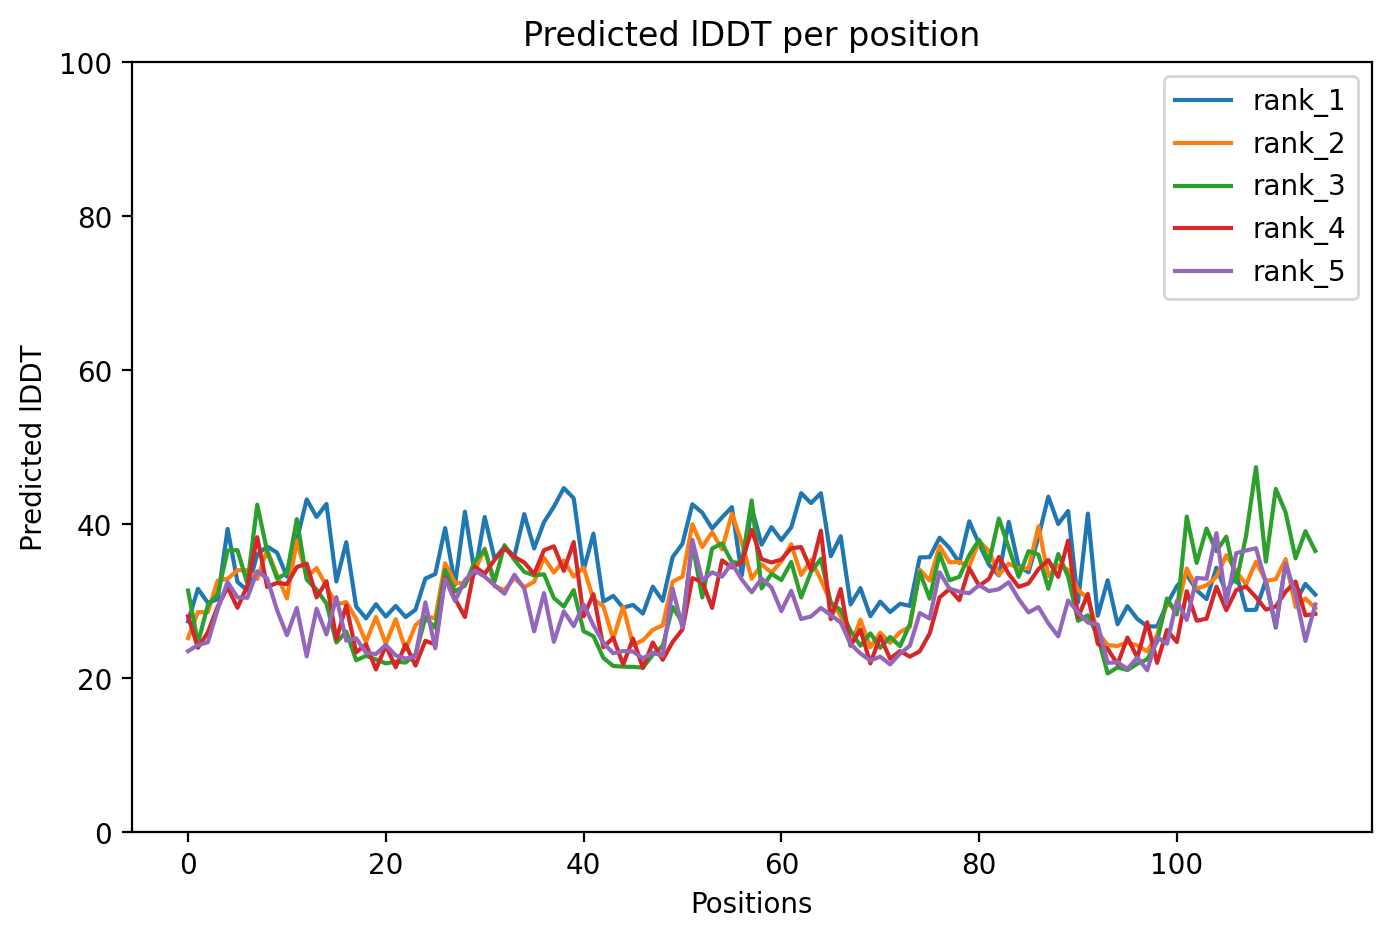 Predicted lDDT per position
100
80
60
40
20
0
Predicted lDDT
0 20 40 60 80 100
Positions
rank_1
rank_2
rank_3
rank_4
rank_5